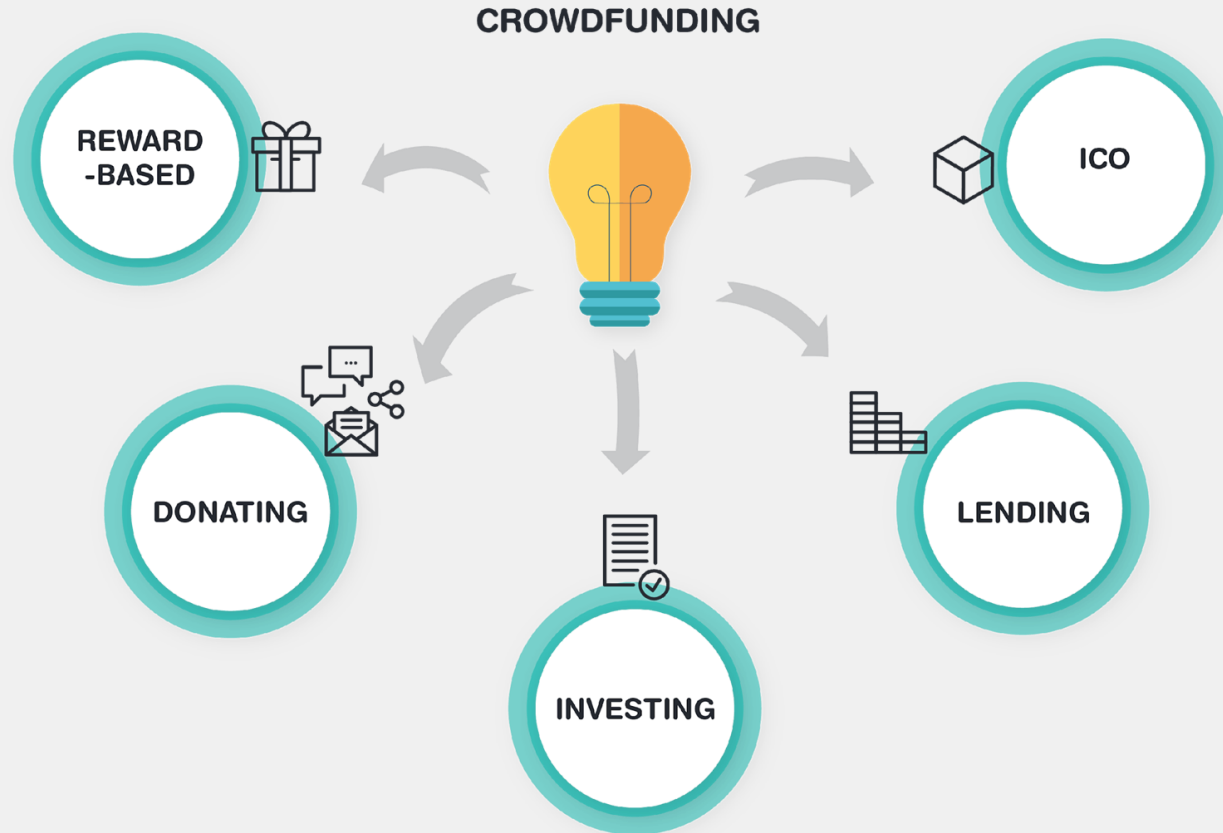 CROWDFUNDING
REWARD
-BASED
ICO
DONATING
LENDING
INVESTING